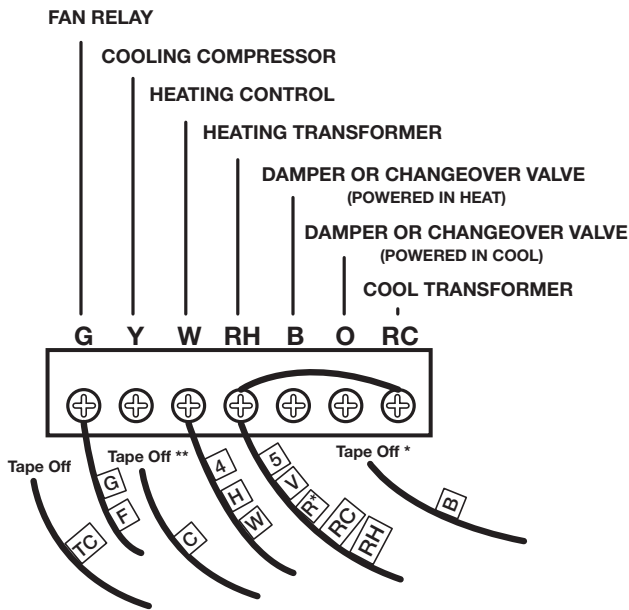 FAN RELAY
COOLING COMPRESSOR
HEATING CONTROL
HEATING TRANSFORMER
DAMPER OR CHANGEOVER VALVE
(POWERED IN HEAT)
DAMPER OR CHANGEOVER VALVE
(POWERED IN COOL)
COOL TRANSFORMER
G Y W RH B O RC
Tape Off
TC
G
F
Tape Off **
C
4
H
W
5
V
R*
RC
RH
Tape Off *
B